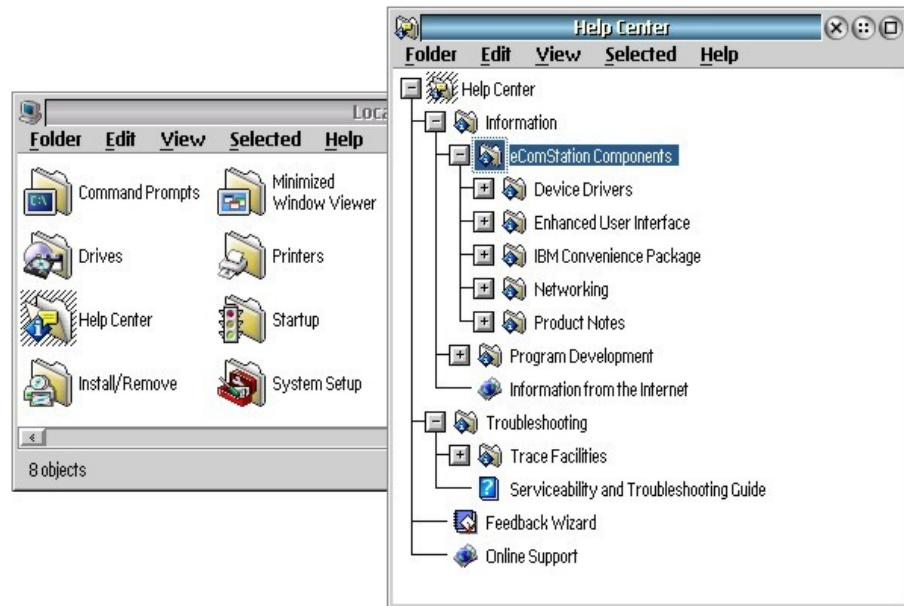 Help Center
Folder Edit View Selected Help
Help Center
Information
eComStation Components
Device Drivers
Enhanced User Interface
IBM Convenience Package
Networking
Product Notes
Program Development
Information from the Internet
Troubleshooting
Trace Facilities
Serviceability and Troubleshooting Guide
Feedback Wizard
Online Support
Loca
Folder Edit View Selected Help
Command Prompts
Minimized
Window Viewer
Drives
Printers
Help Center
Startup
Install/Remove
System Setup
8 objects